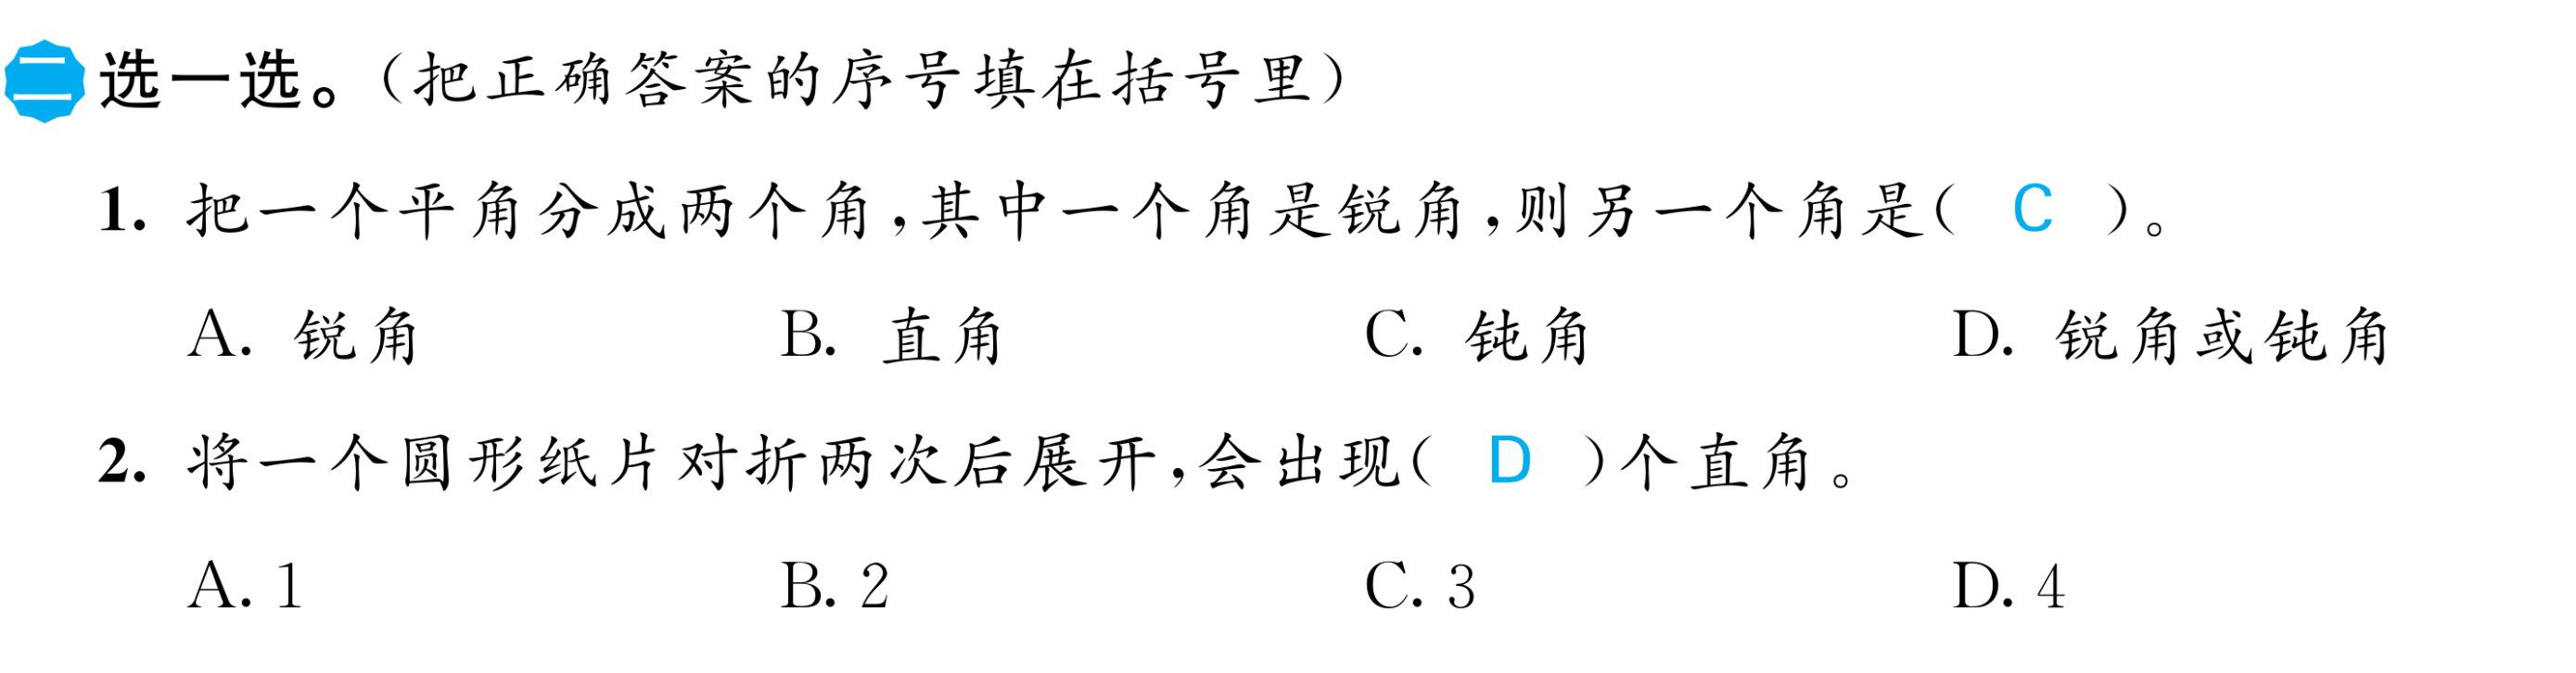 二 选一选。（把正确答案的序号填在括号里）
1. 把一个平角分成两个角，其中一个角是锐角，则另一个角是（ C ）。
A. 锐角 B. 直角 C. 钝角 D. 锐角或钝角
2. 将一个圆形纸片对折两次后展开，会出现（ D ）个直角。
A. 1 B. 2 C. 3 D. 4